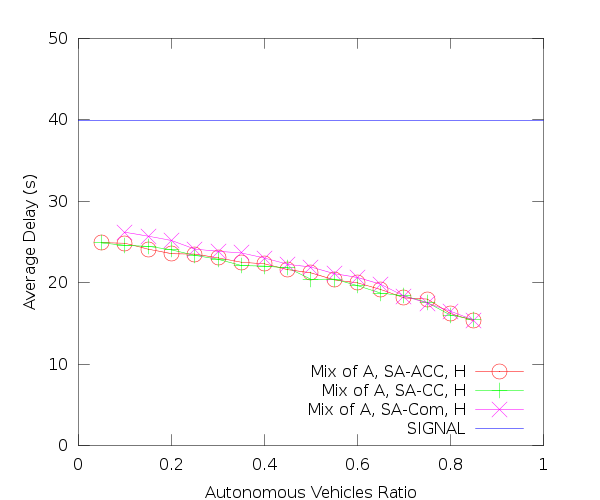 50
40
30
20
10
0
Average Delay (s)
Mix of A, SA-ACC, H
Mix of A, SA-CC, H
Mix of A, SA-Com, H
SIGNAL
0 0.2 0.4 0.6 0.8 1
Autonomous Vehicles Ratio